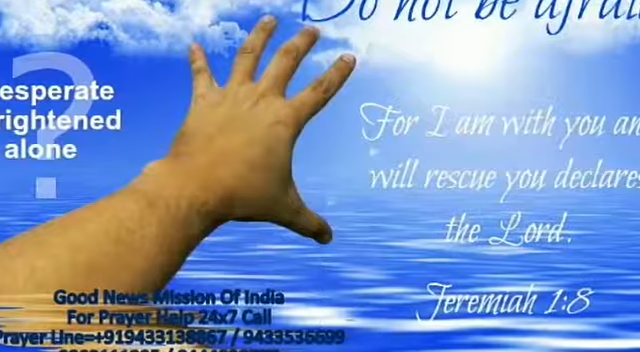 Do not be afrai
?
esperate
rightened
alone
For I am with you an
will rescue you declares
the Lord.
Jeremiah 1:8
Good News Mission Of India
For Prayer Help 24x7 Call
Prayer Line=+919433138867 / 9433536699